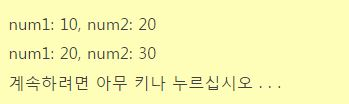 num1: 10, num2: 20
num1: 20, num2: 30
계속하려면 아무 키나 누르십시오 . . .